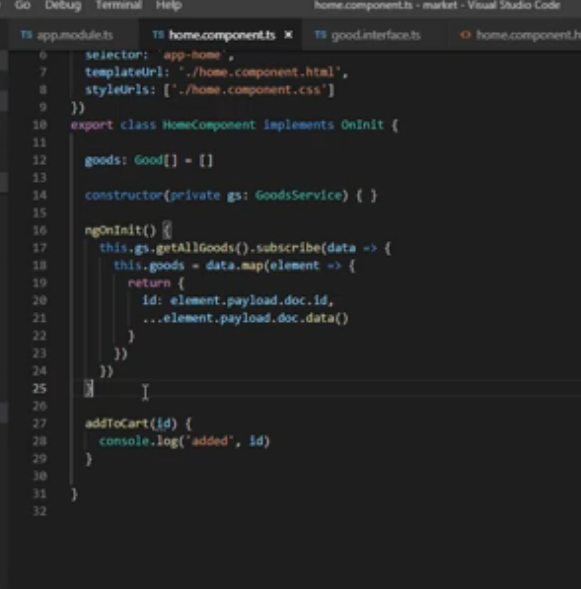 Go Debug Terminal Help home.component.ts - market - Visual Studio Code
TS app.module.ts TS home.component.ts × TS good.interface.ts <> home.component.h
6 selector: 'app-home',
7 templateUrl: './home.component.html',
8 styleUrls: ['./home.component.css']
9 })
10 export class HomeComponent implements OnInit {
11
12 goods: Good[] = []
13
14 constructor(private gs: GoodsService) { }
15
16 ngOnInit() {
17 this.gs.getAllGoods().subscribe(data => {
18 this.goods = data.map(element => {
19 return {
20 id: element.payload.doc.id,
21 ...element.payload.doc.data()
22 }
23 })
24 })
25 }
26
27 addToCart(id) {
28 console.log('added', id)
29 }
30
31 }
32